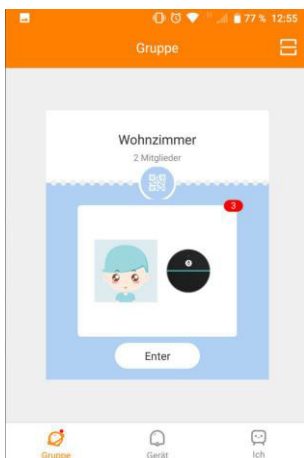 77 % 12:55
Gruppe
Wohnzimmer
2 Mitglieder
3
Enter
Gruppe
Gerät
Ich